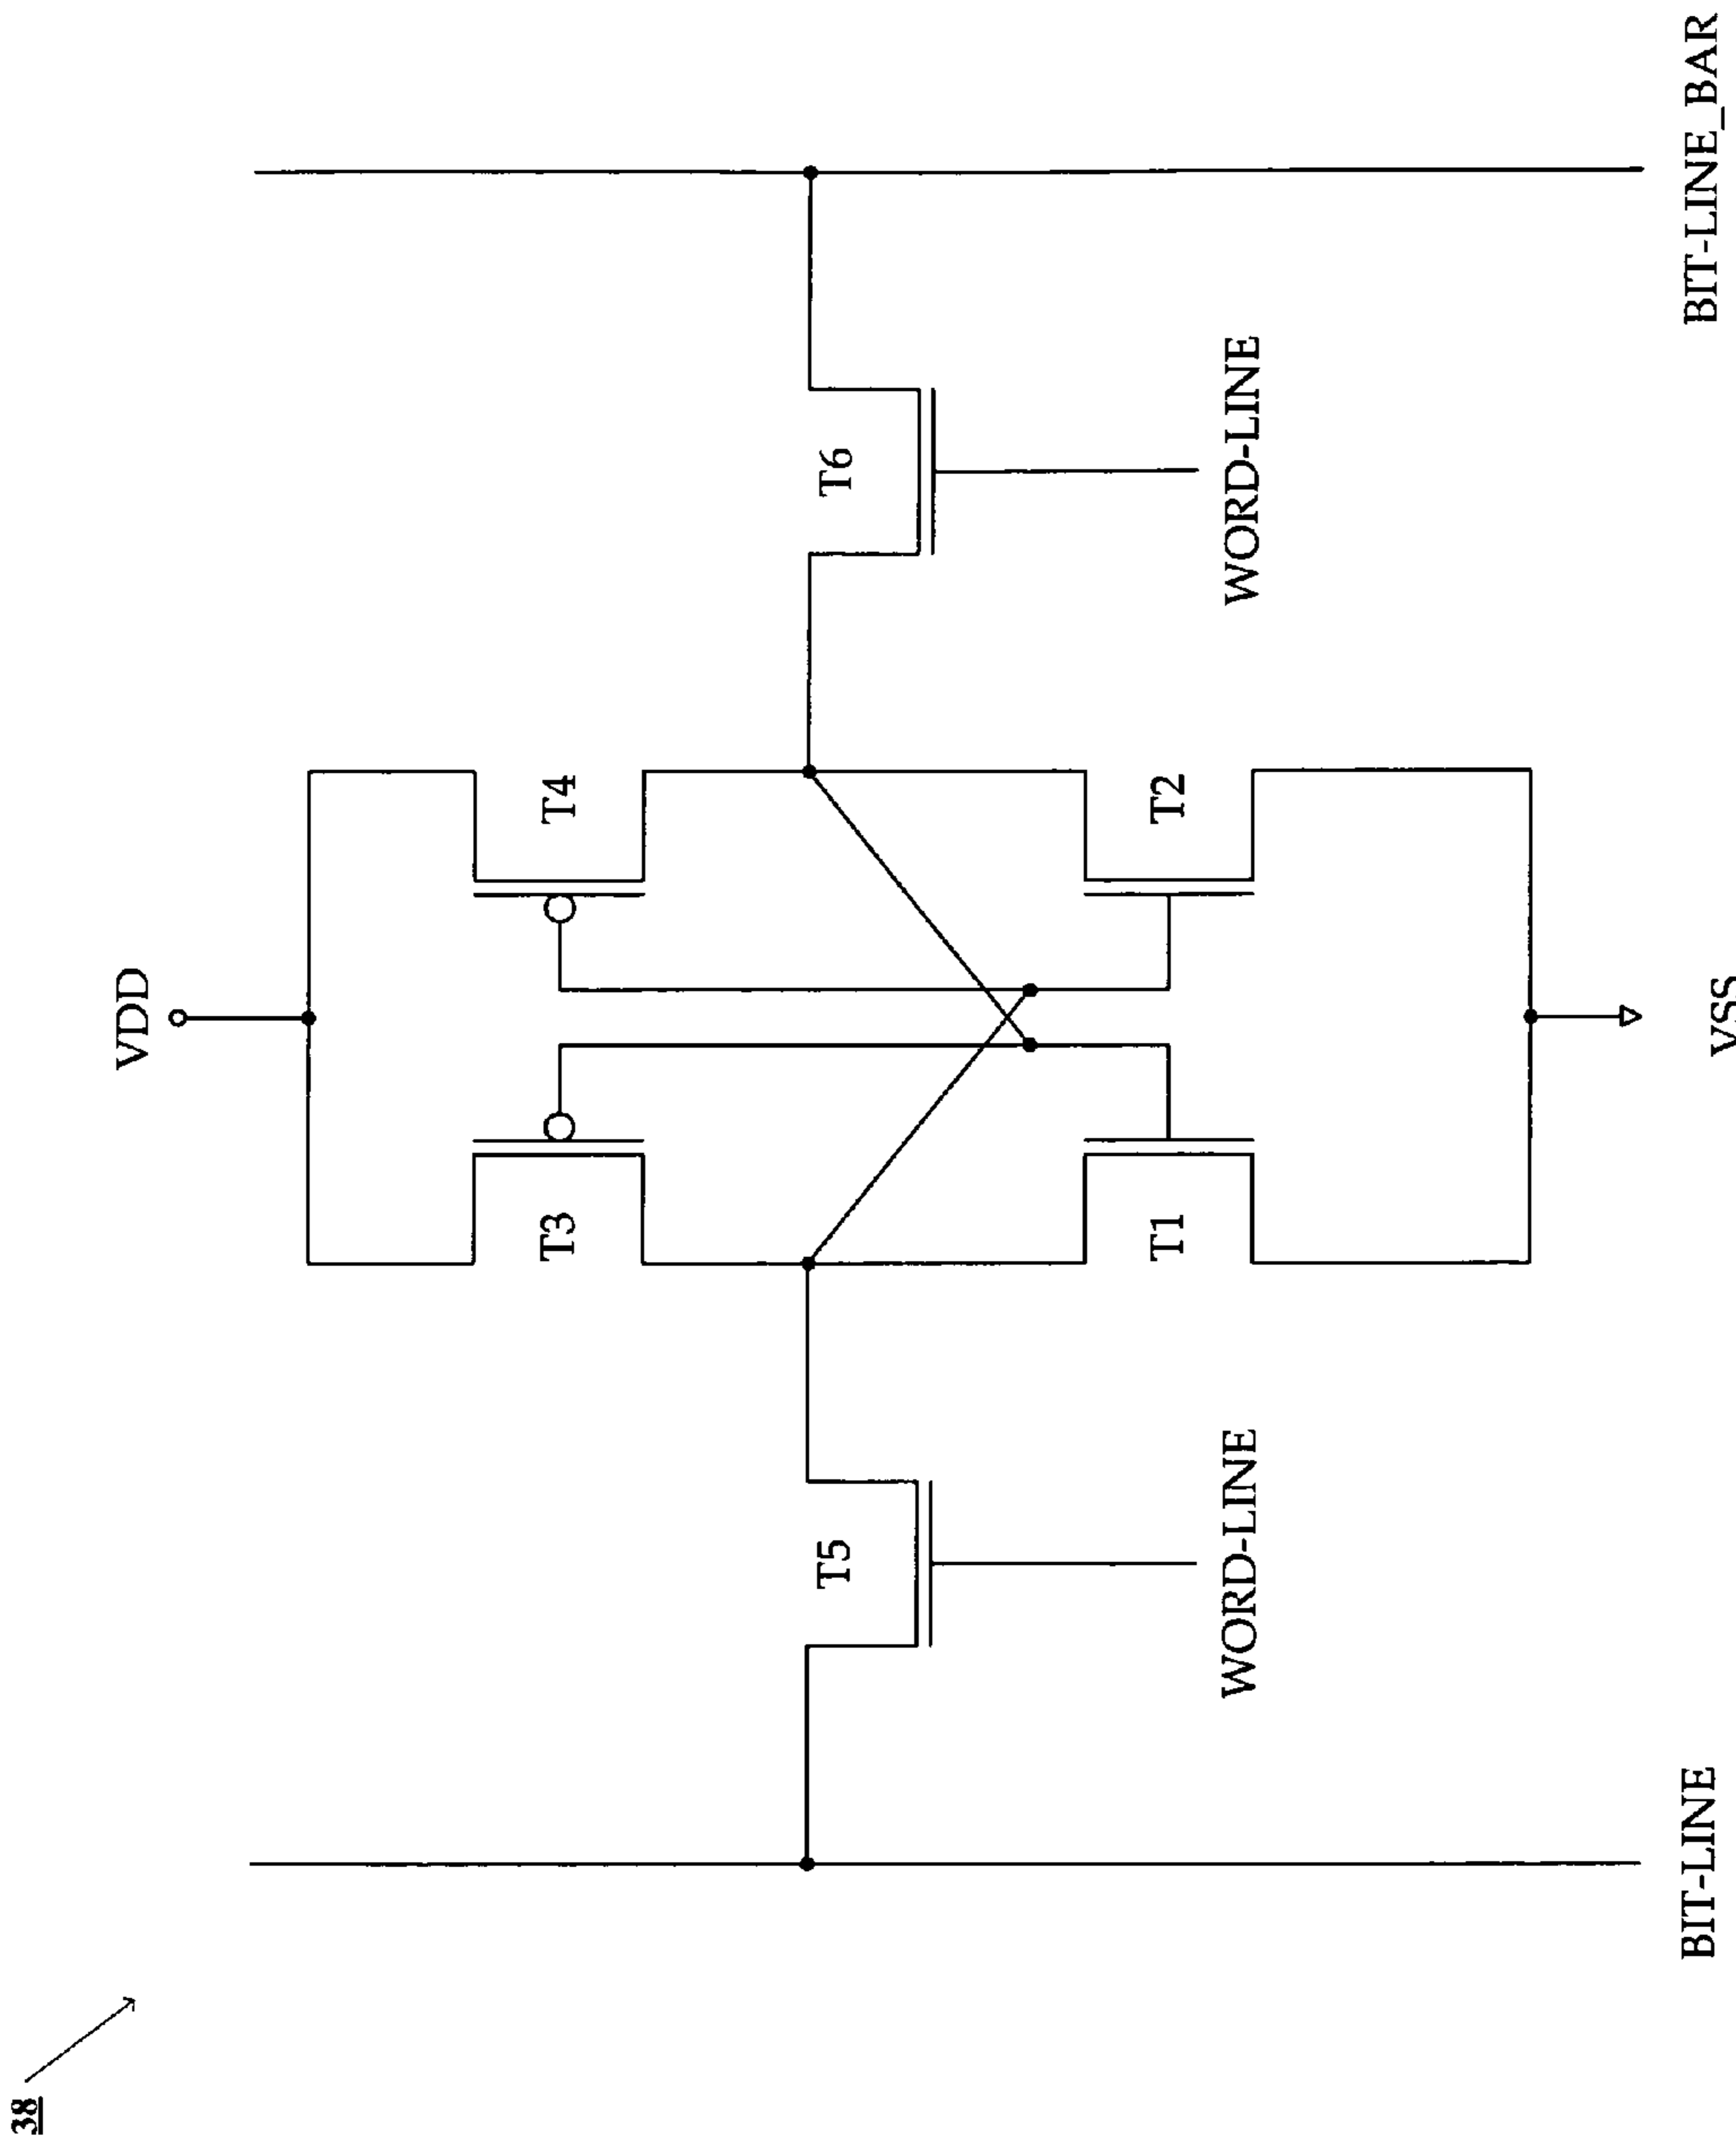 38
VDD
T3
T4
T5
T6
T1
T2
WORD-LINE
WORD-LINE
BIT-LINE
VSS
BIT-LINE_BAR